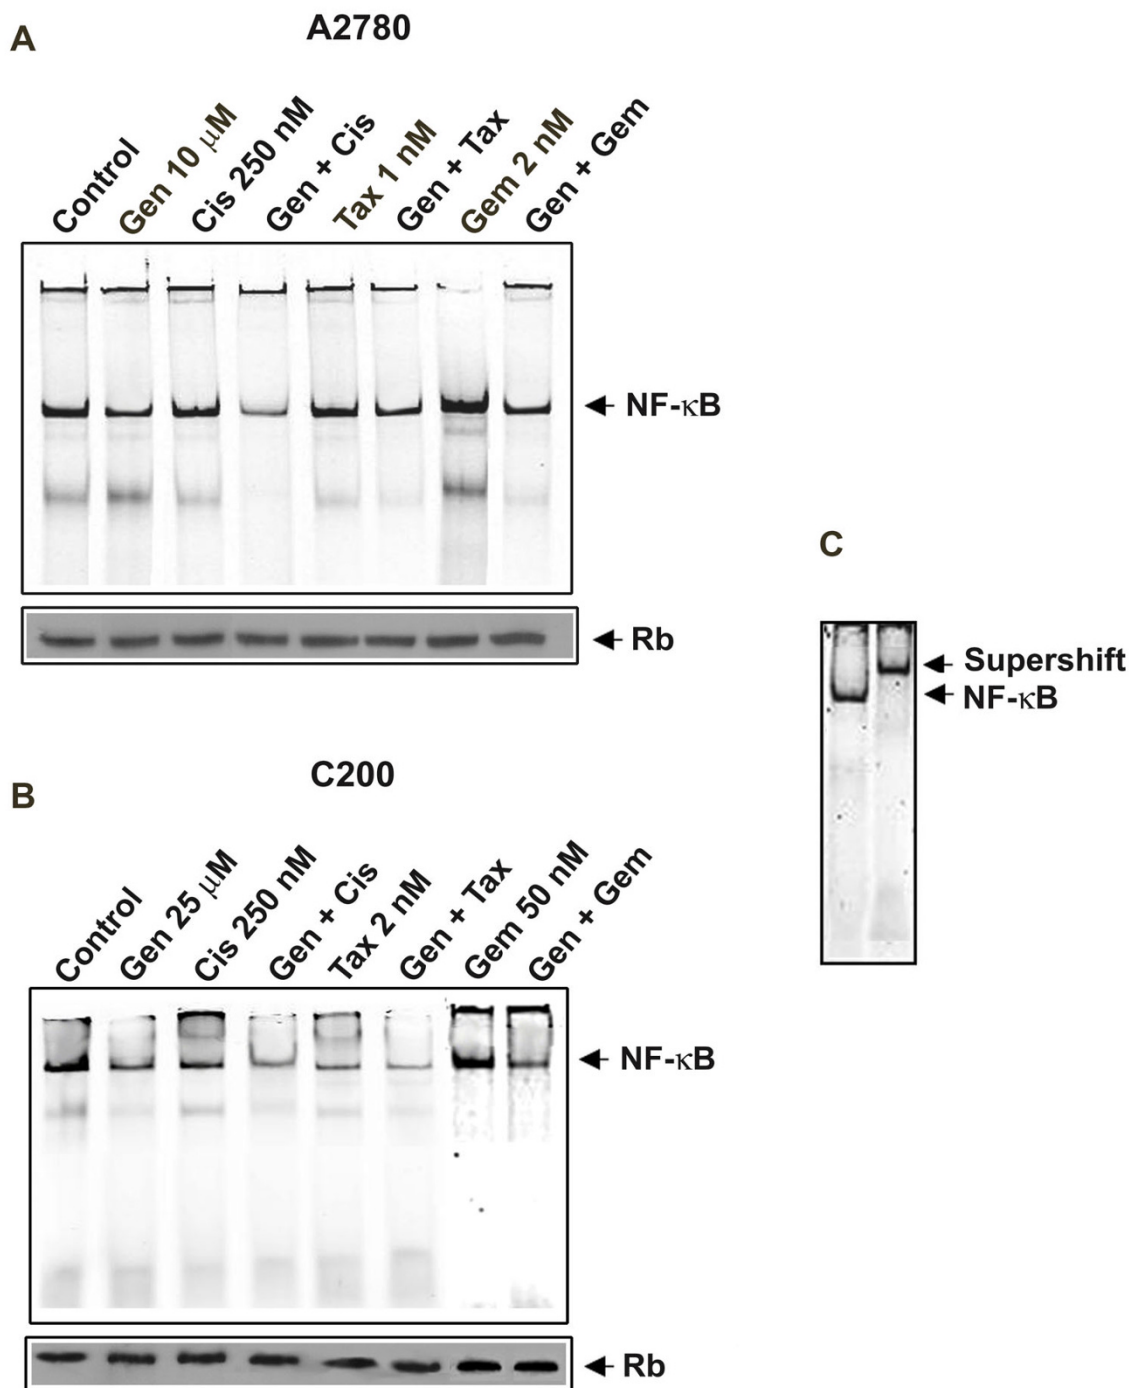 A
A2780
Control
Gen 10 μM
Cis 250 nM
Gen + Cis
Tax 1 nM
Gen + Tax
Gem 2 nM
Gen + Gem
NF-κB
Rb
C
Supershift
NF-κB
B
C200
Control
Gen 25 μM
Cis 250 nM
Gen + Cis
Tax 2 nM
Gen + Tax
Gem 50 nM
Gen + Gem
NF-κB
Rb